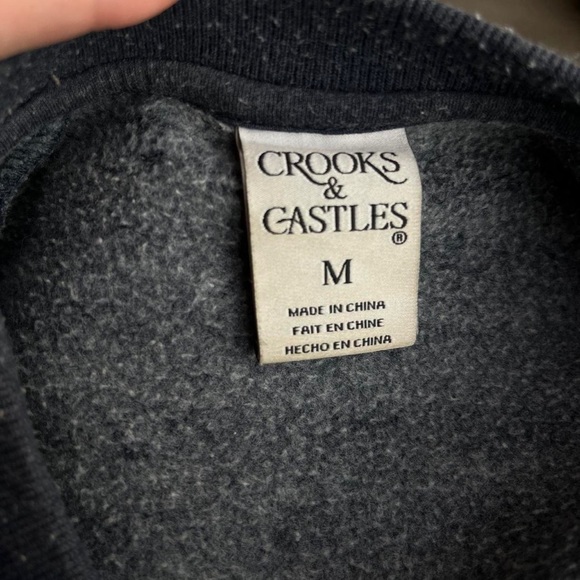 CROOKS
&
CASTLES
®
M
MADE IN CHINA
FAIT EN CHINE
HECHO EN CHINA